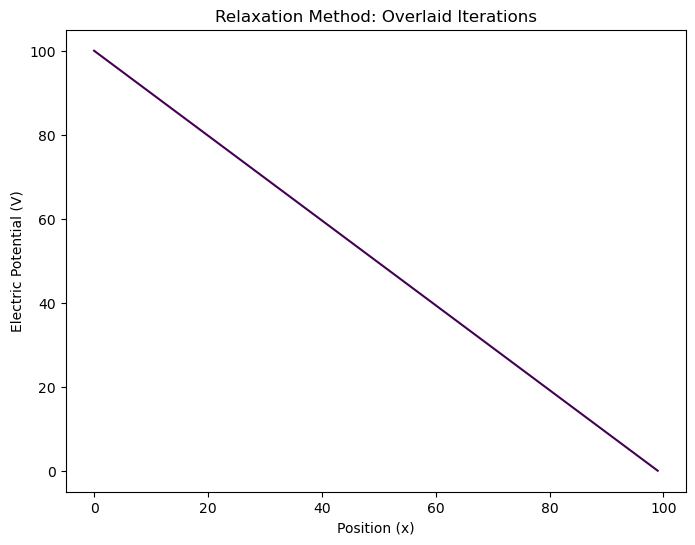 Relaxation Method: Overlaid Iterations
Electric Potential (V)
100
80
60
40
20
0
0 20 40 60 80 100
Position (x)